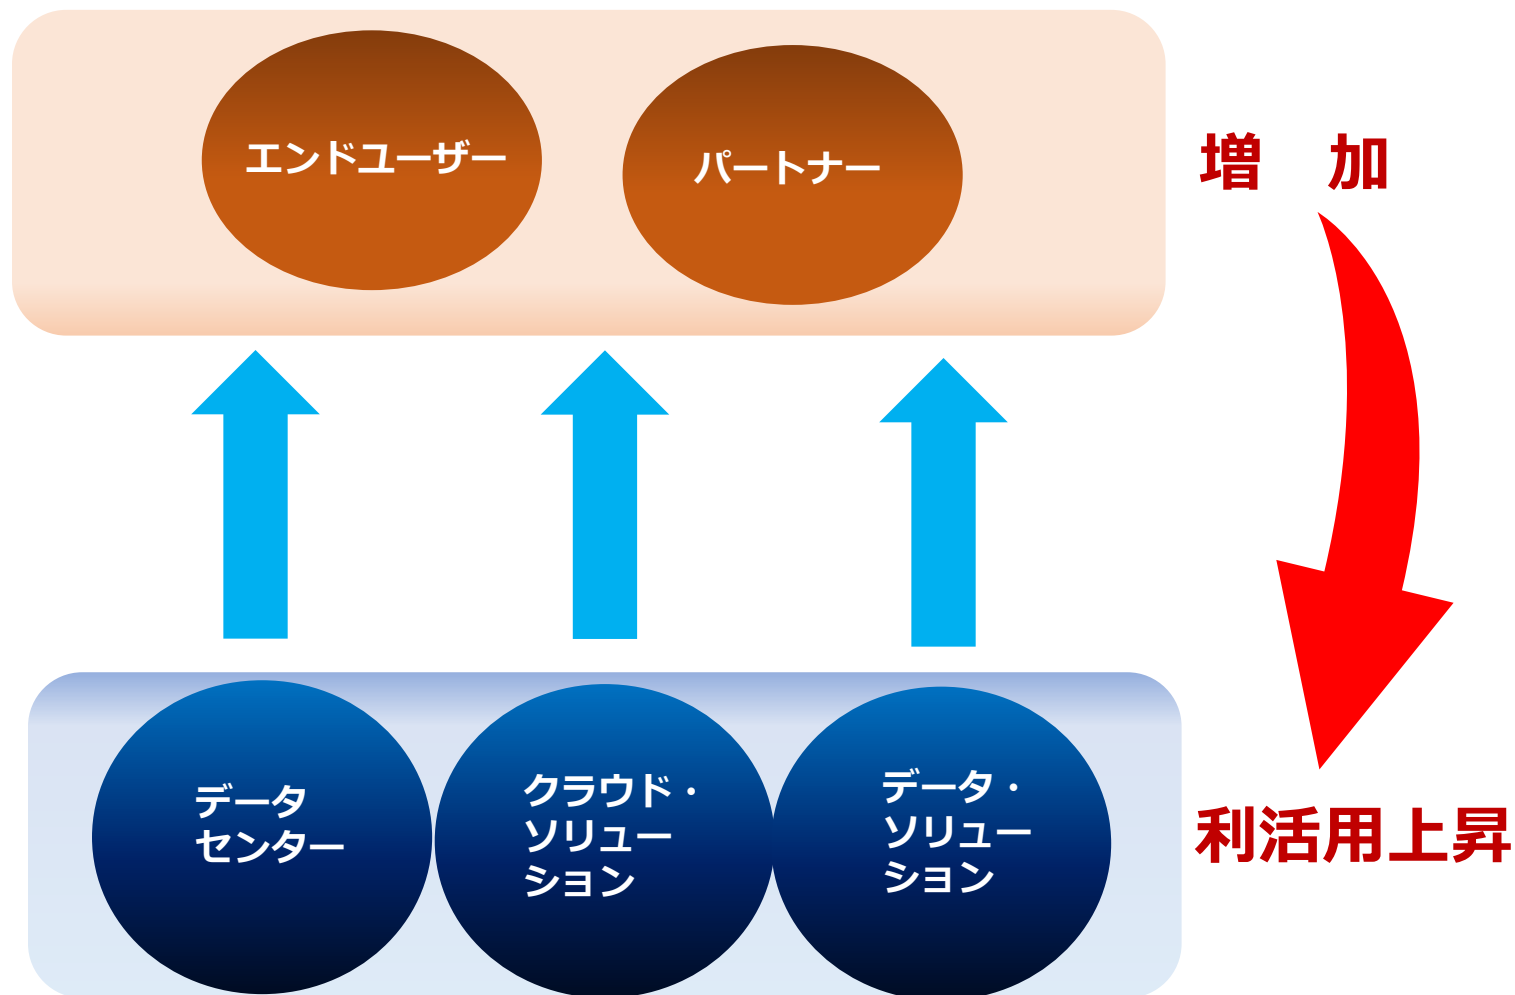 エンドユーザー
パートナー
増　加
データ
センター
クラウド・
ソリュー
ション
データ・
ソリュー
ション
利活用上昇